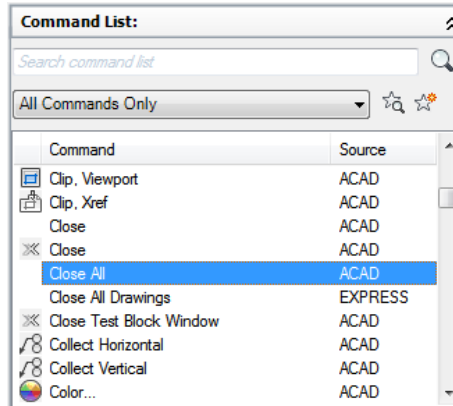 Command List:
Search command list
All Commands Only
Command Source
Clip, Viewport ACAD
Clip, Xref ACAD
Close ACAD
Close ACAD
Close All ACAD
Close All Drawings EXPRESS
Close Test Block Window ACAD
Collect Horizontal ACAD
Collect Vertical ACAD
Color... ACAD